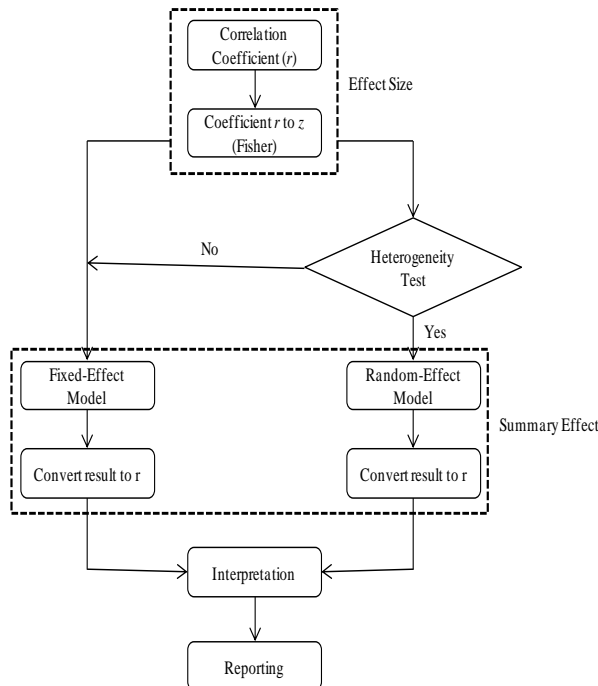 Correlation
Coefficient (r)
Effect Size
Coefficient r to z
(Fisher)
No
Heterogeneity
Test
Yes
Fixed-Effect
Model
Random-Effect
Model
Summary Effect
Convert result to r
Convert result to r
Interpretation
Reporting